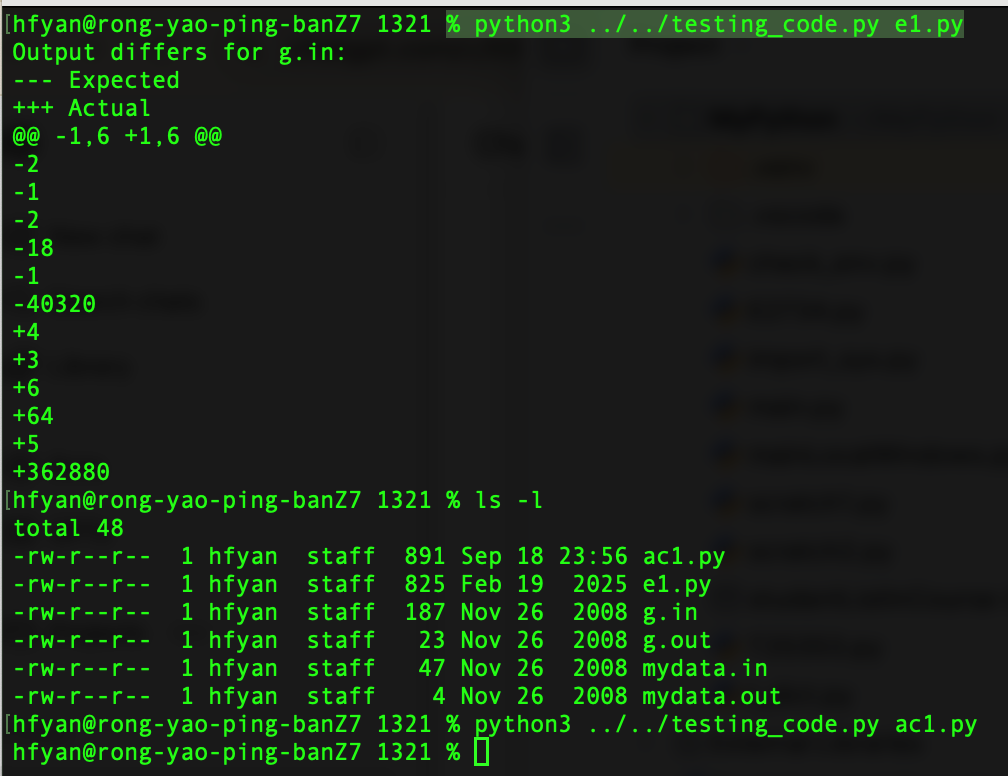 [hfyan@rong-yao-ping-banZ7 1321 % python3 ../../testing_code.py e1.py
Output differs for g.in:
--- Expected
+++ Actual
@@ -1,6 +1,6 @@
-2
-1
-2
-18
-1
-40320
+4
+3
+6
+64
+5
+362880
[hfyan@rong-yao-ping-banZ7 1321 % ls -l
total 48
-rw-r--r--  1 hfyan  staff  891 Sep 18 23:56 ac1.py
-rw-r--r--  1 hfyan  staff  825 Feb 19  2025 e1.py
-rw-r--r--  1 hfyan  staff  187 Nov 26  2008 g.in
-rw-r--r--  1 hfyan  staff   23 Nov 26  2008 g.out
-rw-r--r--  1 hfyan  staff   47 Nov 26  2008 mydata.in
-rw-r--r--  1 hfyan  staff    4 Nov 26  2008 mydata.out
[hfyan@rong-yao-ping-banZ7 1321 % python3 ../../testing_code.py ac1.py
hfyan@rong-yao-ping-banZ7 1321 %